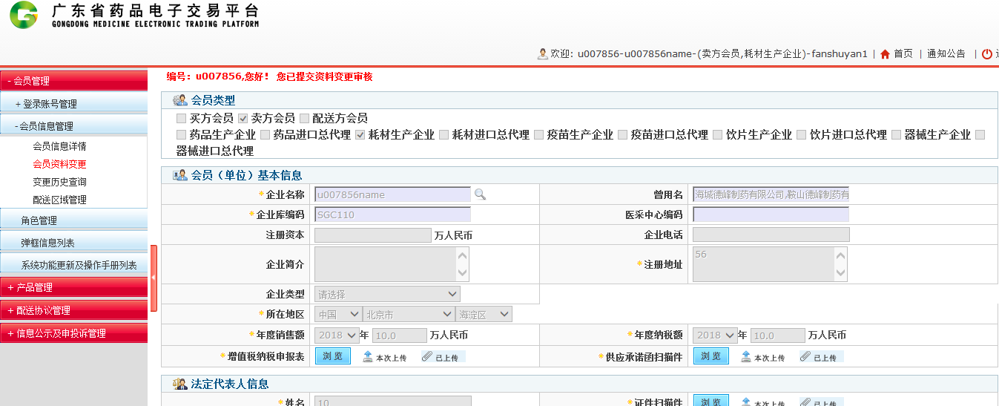 广东省药品电子交易平台
GONGDONG MEDICINE ELECTRONIC TRADING PLATFORM
欢迎: u007856-u007856name-(卖方会员,耗材生产企业)-fanshuyan1 | 首页 | 通知公告 |
编号：u007856,您好！ 您已提交资料变更审核
- 会员管理
+ 登录账号管理
- 会员信息管理
会员信息详情
会员资料变更
变更历史查询
配送区域管理
角色管理
弹框信息列表
系统功能更新及操作手册列表
+ 产品管理
+ 配送协议管理
+ 信息公示及申投诉管理
会员类型
买方会员 卖方会员 配送方会员
药品生产企业 药品进口总代理 耗材生产企业 耗材进口总代理 疫苗生产企业 疫苗进口总代理 饮片生产企业 饮片进口总代理 器械生产企业
器械进口总代理
会员（单位）基本信息
*企业名称 u007856name 曾用名 海城德峰制药有限公司,鞍山德峰制药有
*企业库编码 SGC110 医采中心编码
注册资本 万人民币 企业电话
企业简介 *注册地址 56
企业类型 请选择
*所在地区 中国 北京市 海淀区
*年度销售额 2018 年 10.0 万人民币 *年度纳税额 2018 年 10.0 万人民币
*增值税纳税申报表 浏览 本次上传 已上传 *供应承诺函扫描件 浏览 本次上传 已上传
法定代表人信息
*姓名 10 *证件扫描件 浏览 本次上传 已上传